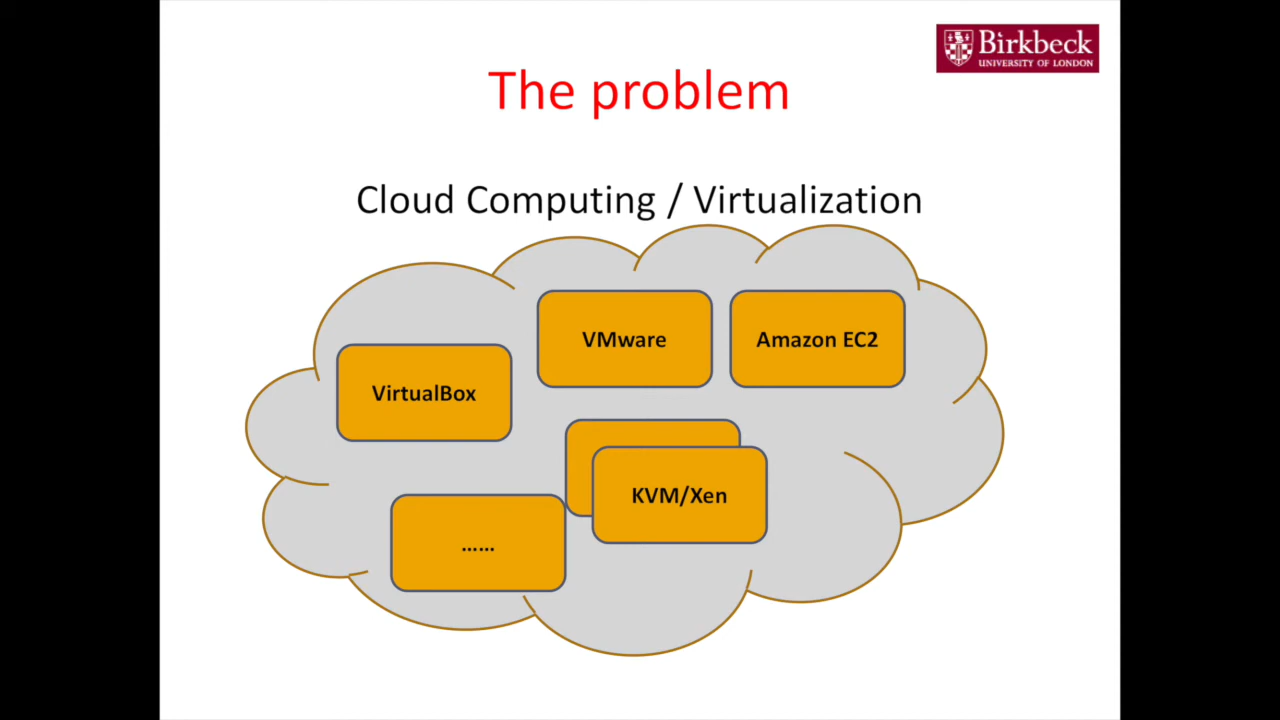 Birkbeck
UNIVERSITY OF LONDON
The problem
Cloud Computing / Virtualization
VMware
Amazon EC2
VirtualBox
KVM/Xen
......